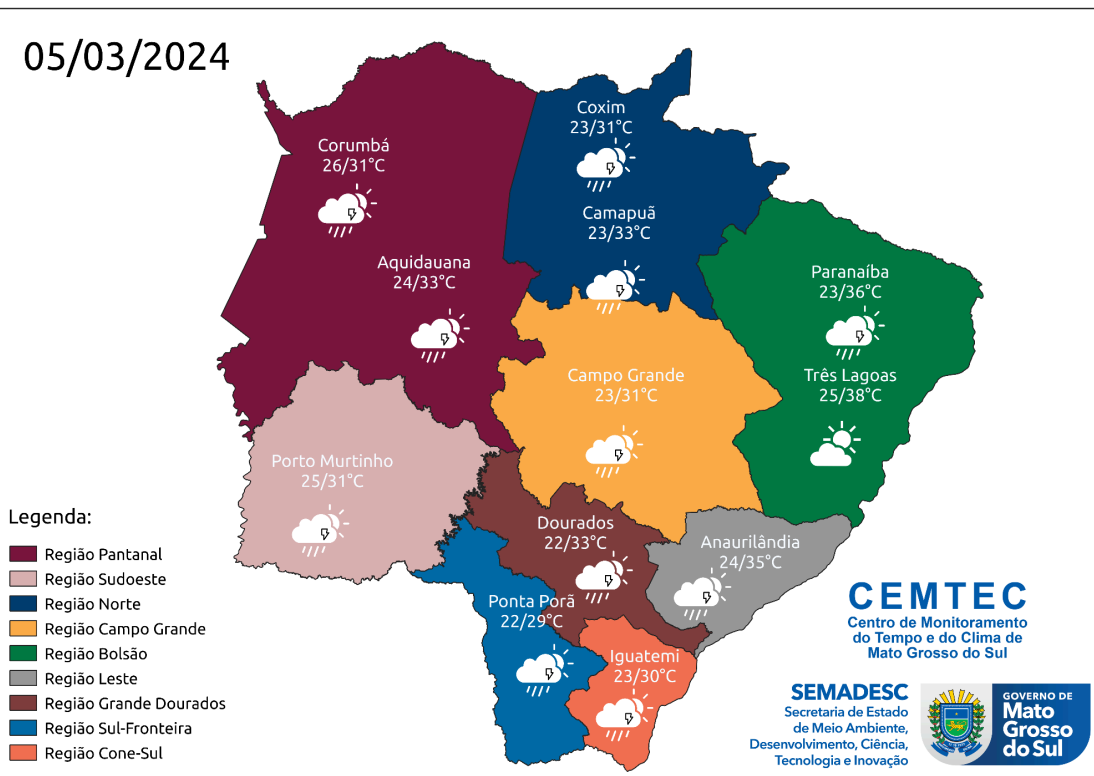 05/03/2024
Coxim
23/31°C
Corumbá
26/31°C
Camapuã
23/33°C
Aquidauana
24/33°C
Paranaíba
23/36°C
Campo Grande
23/31°C
Três Lagoas
25/38°C
Porto Murtinho
25/31°C
Dourados
22/33°C
Anaurilândia
24/35°C
Ponta Porã
22/29°C
Iguatemi
23/30°C
Legenda:
Região Pantanal
Região Sudoeste
Região Norte
Região Campo Grande
Região Bolsão
Região Leste
Região Grande Dourados
Região Sul-Fronteira
Região Cone-Sul
CEMTEC
Centro de Monitoramento
do Tempo e do Clima de
Mato Grosso do Sul
SEMADESC
Secretaria de Estado
de Meio Ambiente,
Desenvolvimento, Ciência,
Tecnologia e Inovação
GOVERNO DE
Mato
Grosso
do Sul